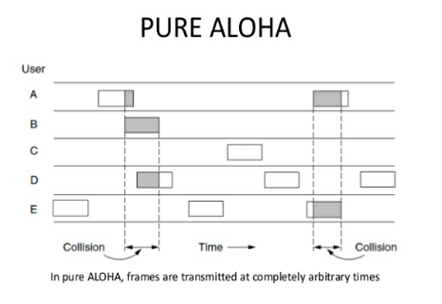 PURE ALOHA
User
A
B
C
D
E
Collision
Time
Collision
In pure ALOHA, frames are transmitted at completely arbitrary times